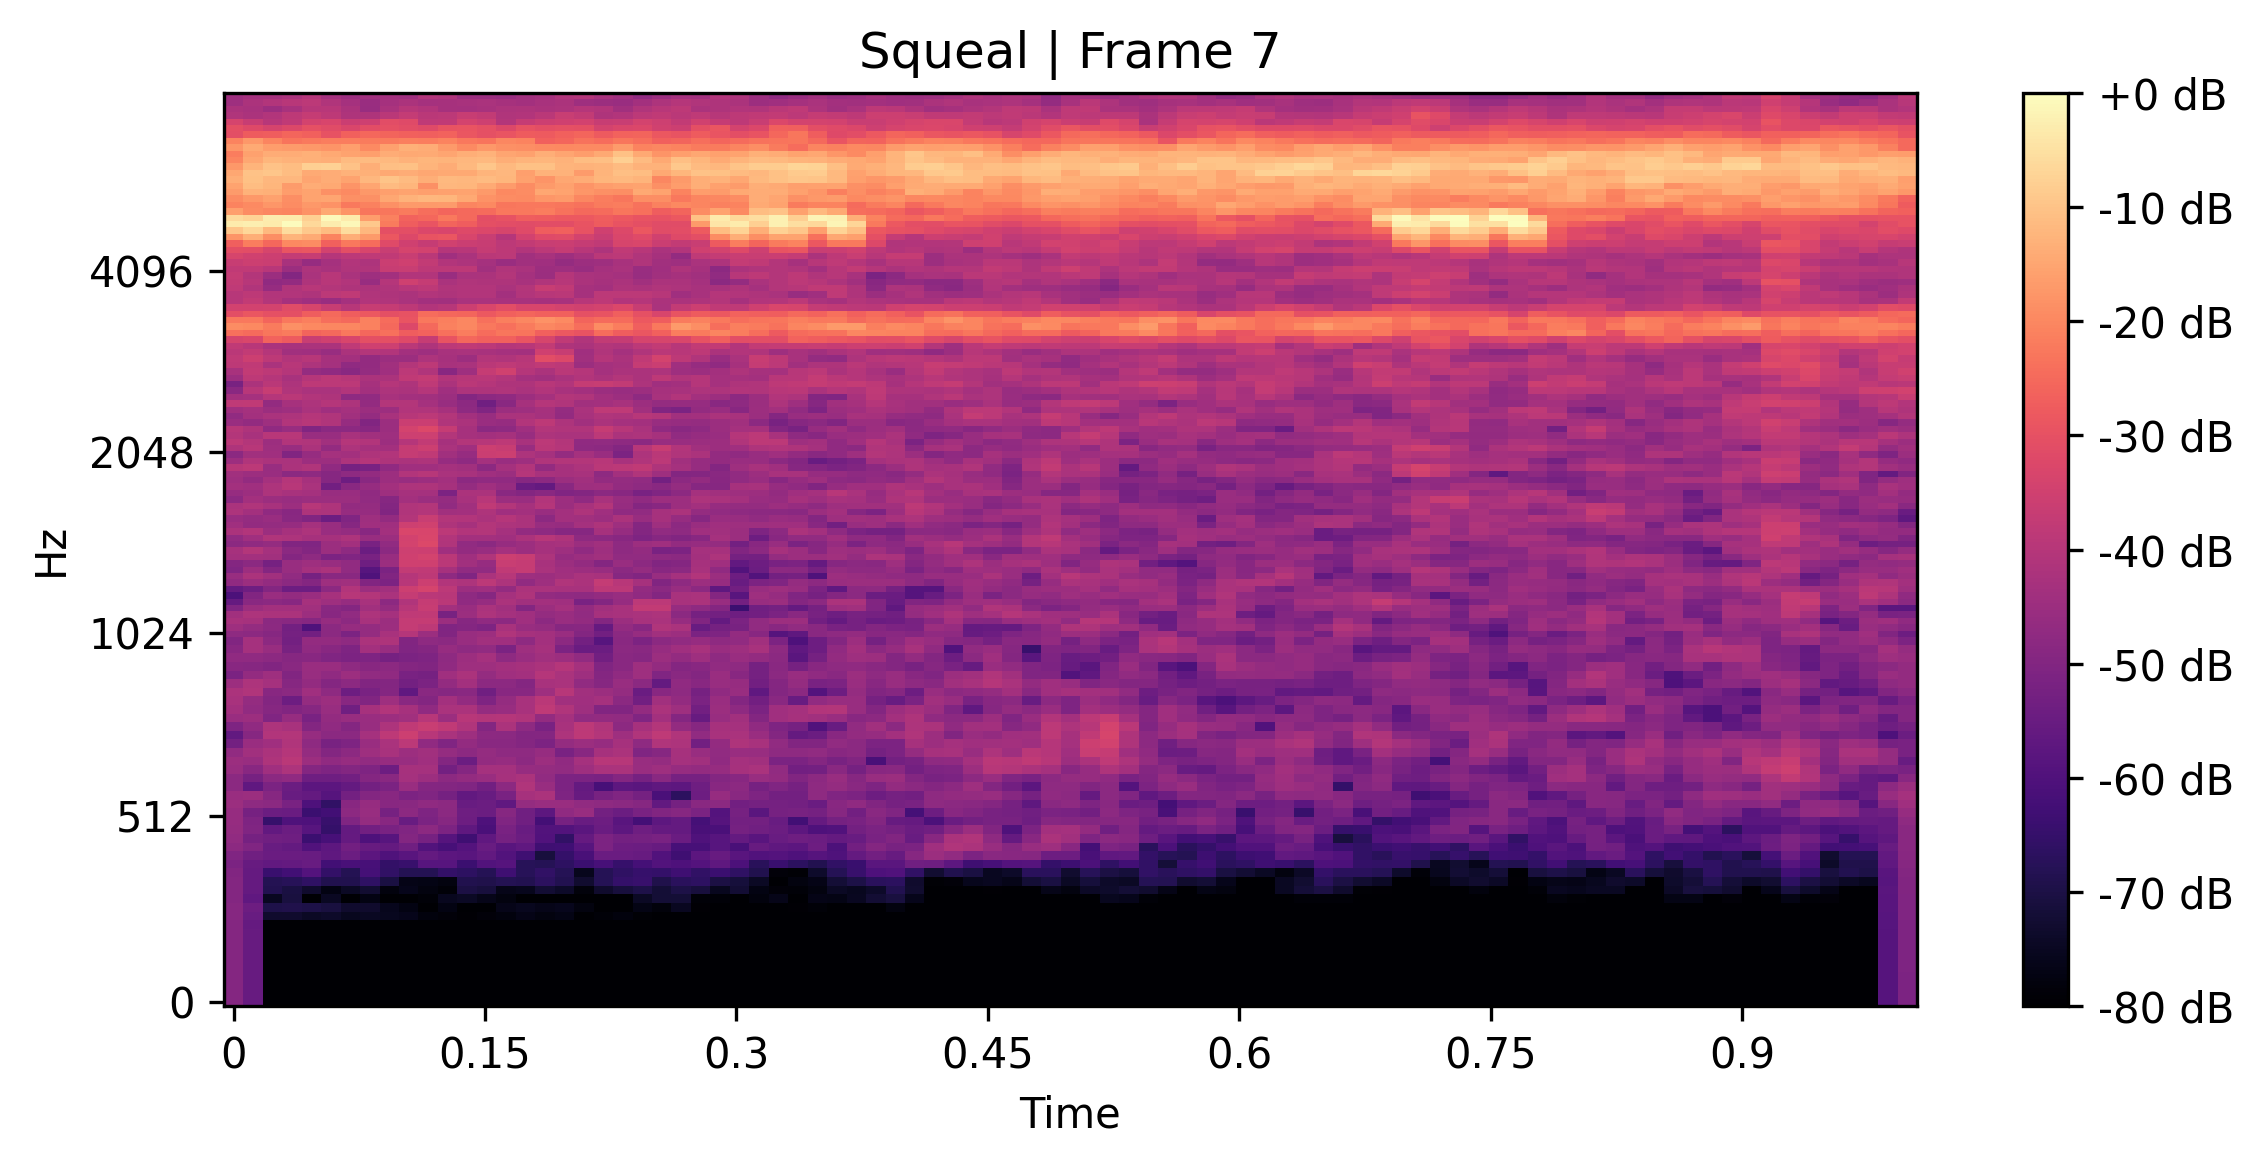 Squeal | Frame 7
Hz
4096
2048
1024
512
0
0 0.15 0.3 0.45 0.6 0.75 0.9
Time
+0 dB
-10 dB
-20 dB
-30 dB
-40 dB
-50 dB
-60 dB
-70 dB
-80 dB